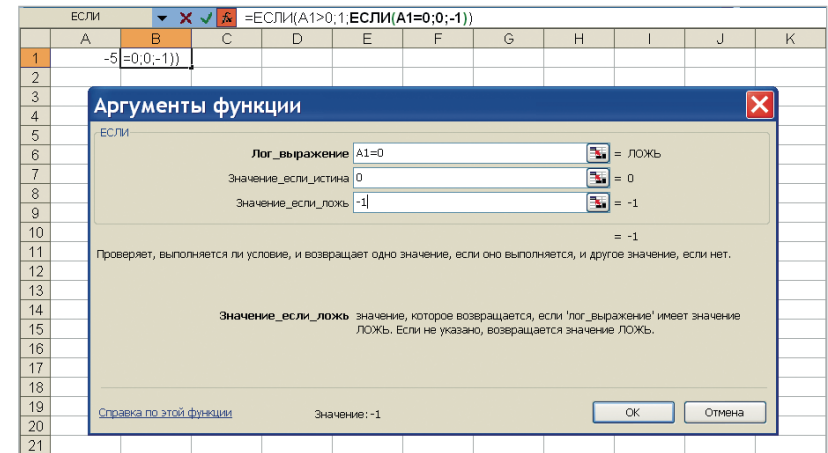 ЕСЛИ =ЕСЛИ(A1>0;1;ЕСЛИ(A1=0;0;-1))
A B C D E F G H I J K
1 -5 =0;0;-1))
2
3
4
5
6
7
8
9
10
11
12
13
14
15
16
17
18
19
20
21
Аргументы функции
ЕСЛИ
Лог_выражение A1=0 = ЛОЖЬ
Значение_если_истина 0 = 0
Значение_если_ложь -1 = -1
= -1
Проверяет, выполняется ли условие, и возвращает одно значение, если оно выполняется, и другое значение, если нет.
Значение_если_ложь значение, которое возвращается, если 'лог_выражение' имеет значение
ЛОЖЬ. Если не указано, возвращается значение ЛОЖЬ.
Справка по этой функции Значение:-1 OK Отмена